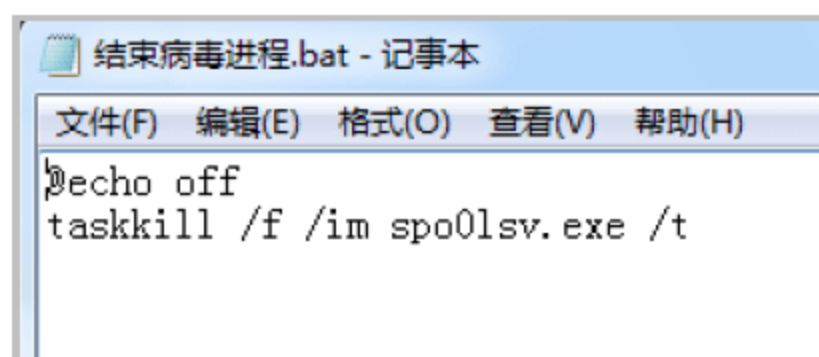 结束病毒进程.bat - 记事本
文件(F) 编辑(E) 格式(O) 查看(V) 帮助(H)
@echo off
taskkill /f /im spo0lsv.exe /t